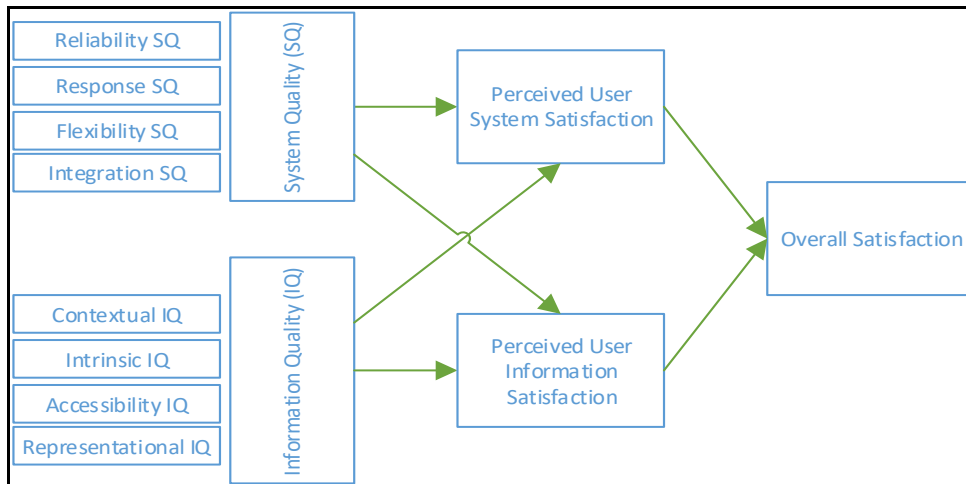 Reliability SQ
Response SQ
Flexibility SQ
Integration SQ
System Quality (SQ)
Contextual IQ
Intrinsic IQ
Accessibility IQ
Representational IQ
Information Quality (IQ)
Perceived User
System Satisfaction
Perceived User
Information
Satisfaction
Overall Satisfaction